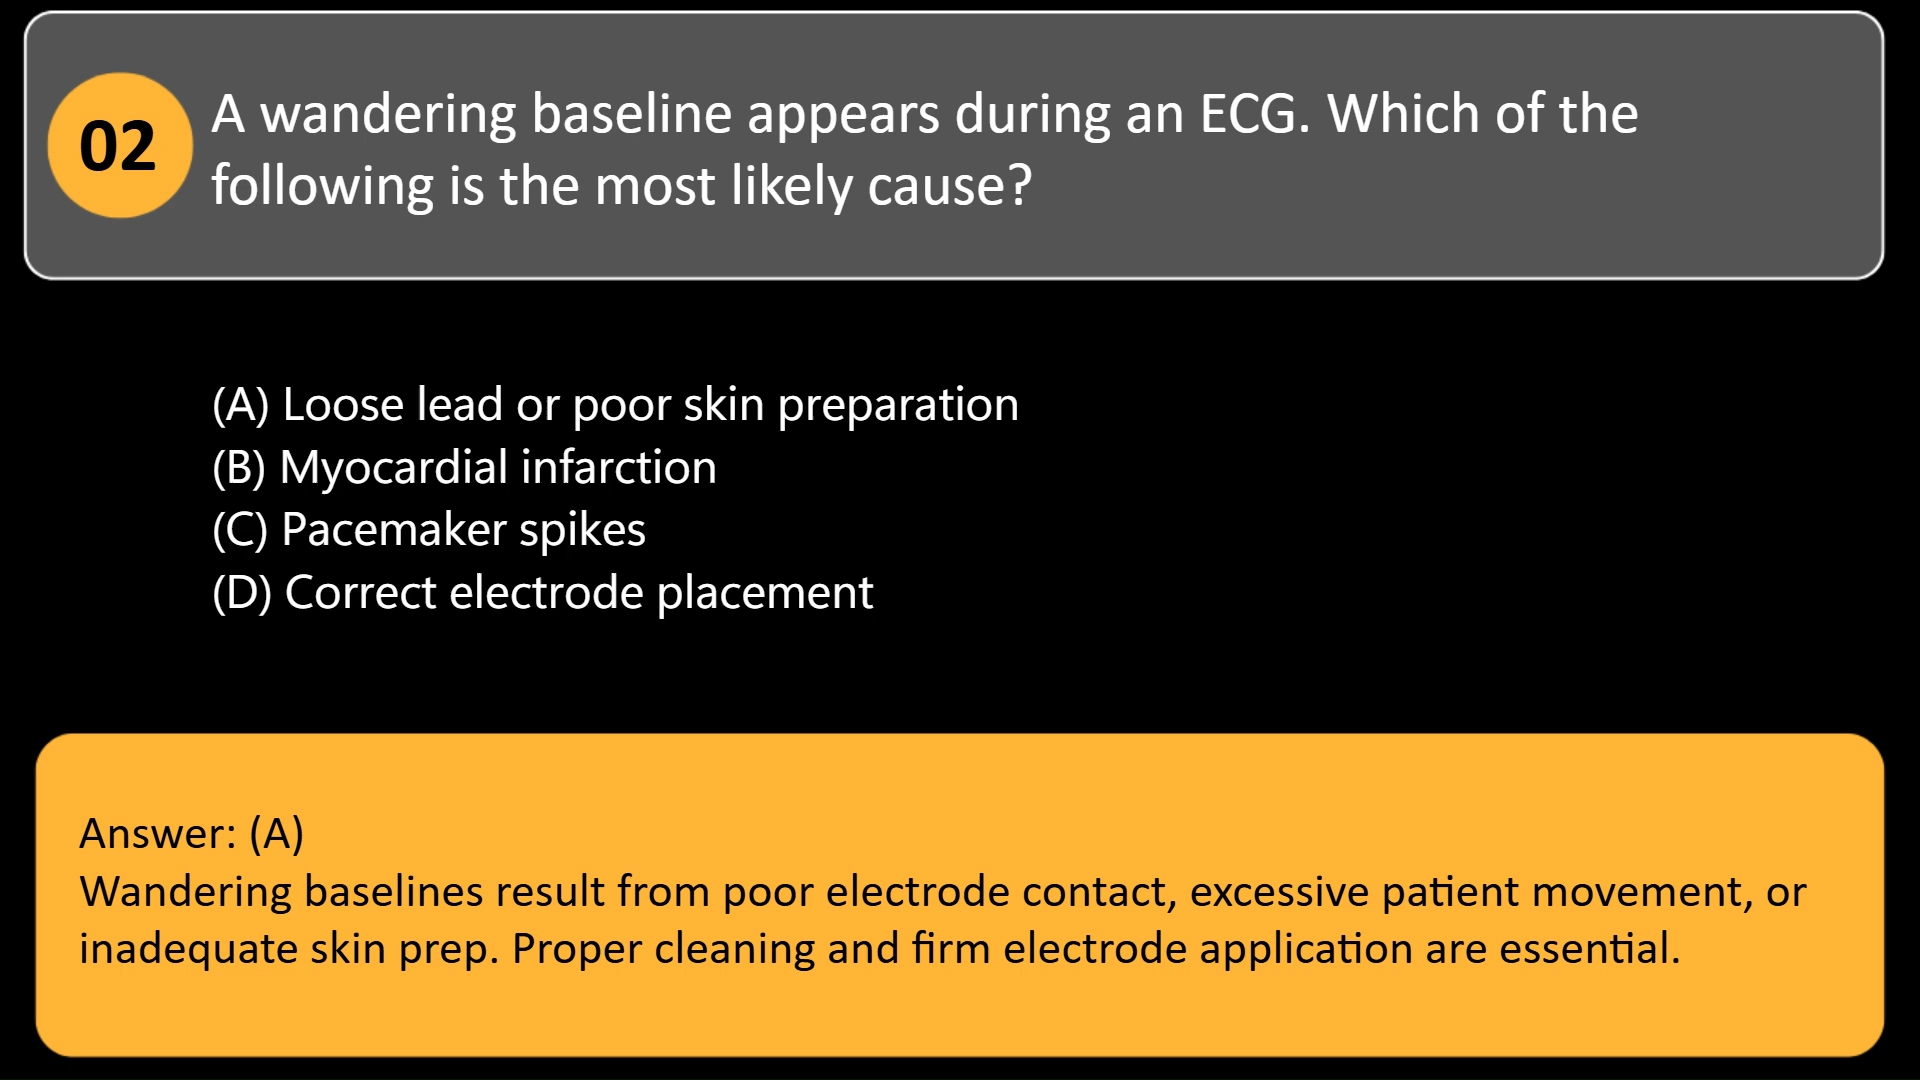 02
A wandering baseline appears during an ECG. Which of the
following is the most likely cause?
(A) Loose lead or poor skin preparation
(B) Myocardial infarction
(C) Pacemaker spikes
(D) Correct electrode placement
Answer: (A)
Wandering baselines result from poor electrode contact, excessive patient movement, or
inadequate skin prep. Proper cleaning and firm electrode application are essential.